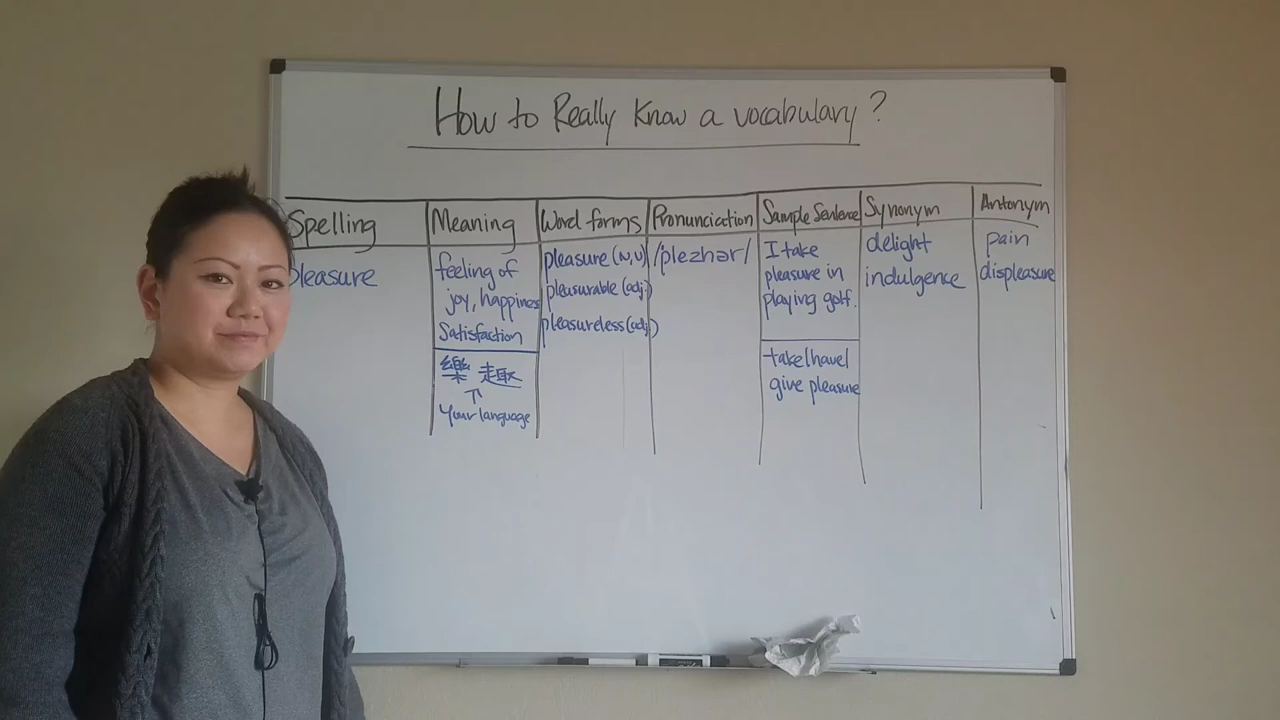 How to Really Know a vocabulary?
Spelling
pleasure
Meaning
feeling of
joy, happiness
Satisfaction
樂趣
Your language
Word forms
pleasure (N,V)
pleasurable (adj.)
pleasureless (adj.)
Pronunciation
/plezhər/
Sample Sentence
I take
pleasure in
playing golf.
take/have/
give pleasure
Synonym
delight
indulgence
Antonym
pain
displeasure